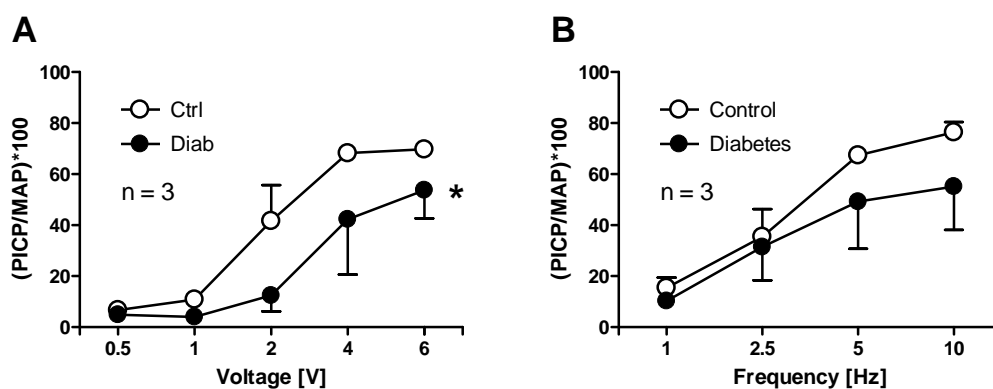 A
(PICP/MAP)*100
100
80
60
40
20
0
Ctrl
Diab
n = 3
*
0.5 1 2 4 6
Voltage [V]
B
(PICP/MAP)*100
100
80
60
40
20
0
Control
Diabetes
n = 3
1 2.5 5 10
Frequency [Hz]